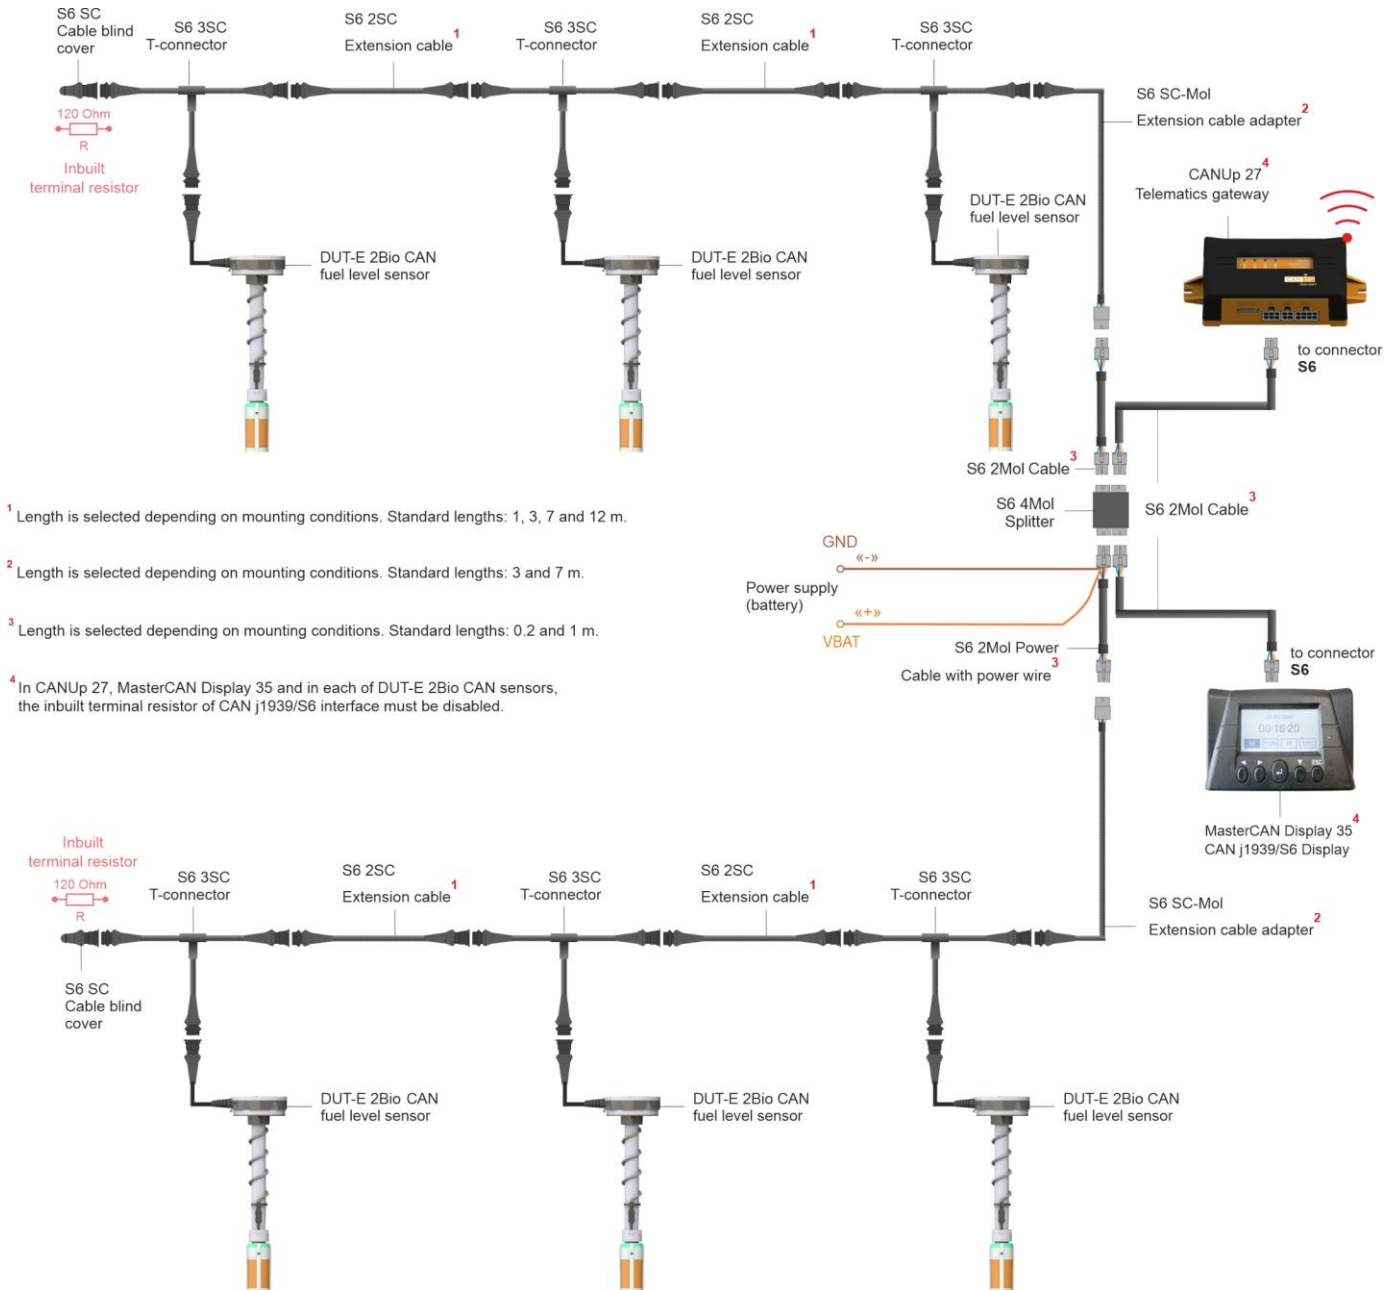 S6 SC
Cable blind
cover
S6 3SC
T-connector
S6 2SC
Extension cable 1
S6 3SC
T-connector
S6 2SC
Extension cable 1
S6 3SC
T-connector
S6 SC-Mol
Extension cable adapter 2
120 Ohm
R
Inbuilt
terminal resistor
CANUp 27 4
Telematics gateway
DUT-E 2Bio CAN
fuel level sensor
DUT-E 2Bio CAN
fuel level sensor
DUT-E 2Bio CAN
fuel level sensor
to connector
S6
S6 2Mol Cable 3
S6 4Mol
Splitter
S6 2Mol Cable 3
1 Length is selected depending on mounting conditions. Standard lengths: 1, 3, 7 and 12 m.
2 Length is selected depending on mounting conditions. Standard lengths: 3 and 7 m.
3 Length is selected depending on mounting conditions. Standard lengths: 0.2 and 1 m.
4 In CANUp 27, MasterCAN Display 35 and in each of DUT-E 2Bio CAN sensors,
the inbuilt terminal resistor of CAN j1939/S6 interface must be disabled.
GND
«-»
Power supply
(battery)
«+»
VBAT
S6 2Mol Power
Cable with power wire 3
to connector
S6
09:16:20
ESC
MasterCAN Display 35 4
CAN j1939/S6 Display
Inbuilt
terminal resistor
120 Ohm
R
S6 3SC
T-connector
S6 2SC
Extension cable 1
S6 3SC
T-connector
S6 2SC
Extension cable 1
S6 3SC
T-connector
S6 SC-Mol
Extension cable adapter 2
S6 SC
Cable blind
cover
DUT-E 2Bio CAN
fuel level sensor
DUT-E 2Bio CAN
fuel level sensor
DUT-E 2Bio CAN
fuel level sensor